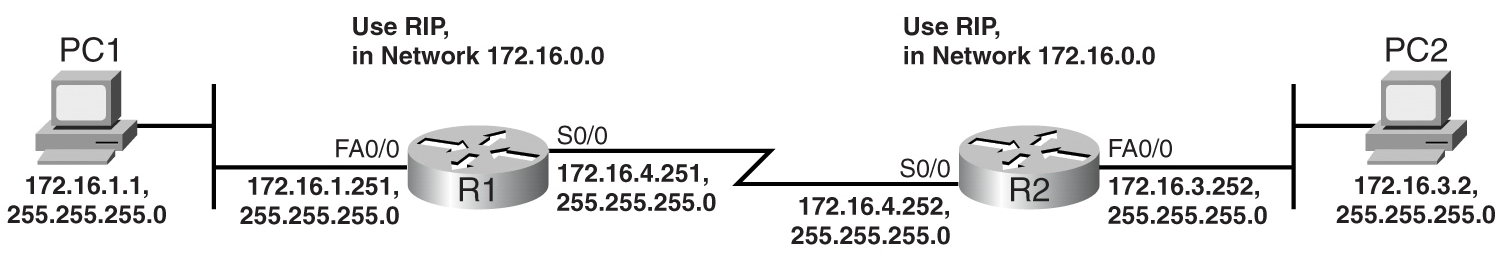 Use RIP,
in Network 172.16.0.0
Use RIP,
in Network 172.16.0.0
PC1
PC2
172.16.1.1,
255.255.255.0
FA0/0
172.16.1.251,
255.255.255.0
R1
S0/0
172.16.4.251,
255.255.255.0
S0/0
172.16.4.252,
255.255.255.0
R2
FA0/0
172.16.3.252,
255.255.255.0
172.16.3.2,
255.255.255.0